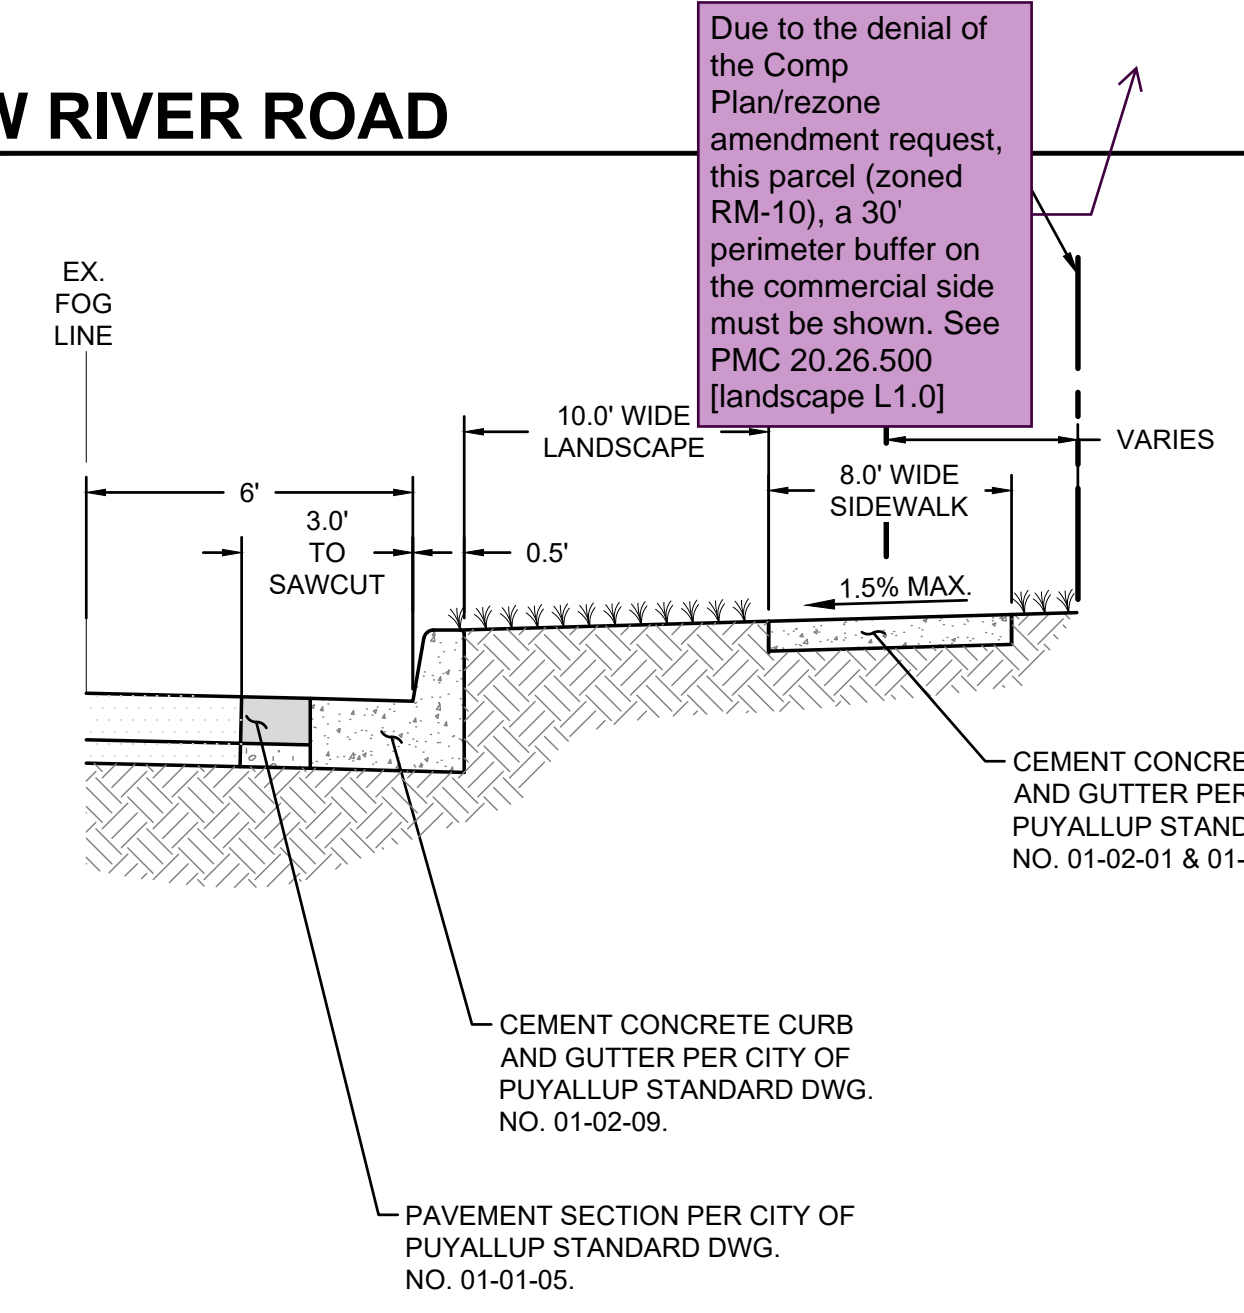 W RIVER ROAD
Due to the denial of
the Comp
Plan/rezone
amendment request,
this parcel (zoned
RM-10), a 30'
perimeter buffer on
the commercial side
must be shown. See
PMC 20.26.500
[landscape L1.0]
EX.
FOG
LINE
10.0' WIDE
LANDSCAPE
VARIES
8.0' WIDE
SIDEWALK
6'
3.0'
TO
SAWCUT
0.5'
1.5% MAX.
CEMENT CONCRE
AND GUTTER PER
PUYALLUP STAND
NO. 01-02-01 & 01-
CEMENT CONCRETE CURB
AND GUTTER PER CITY OF
PUYALLUP STANDARD DWG.
NO. 01-02-09.
PAVEMENT SECTION PER CITY OF
PUYALLUP STANDARD DWG.
NO. 01-01-05.